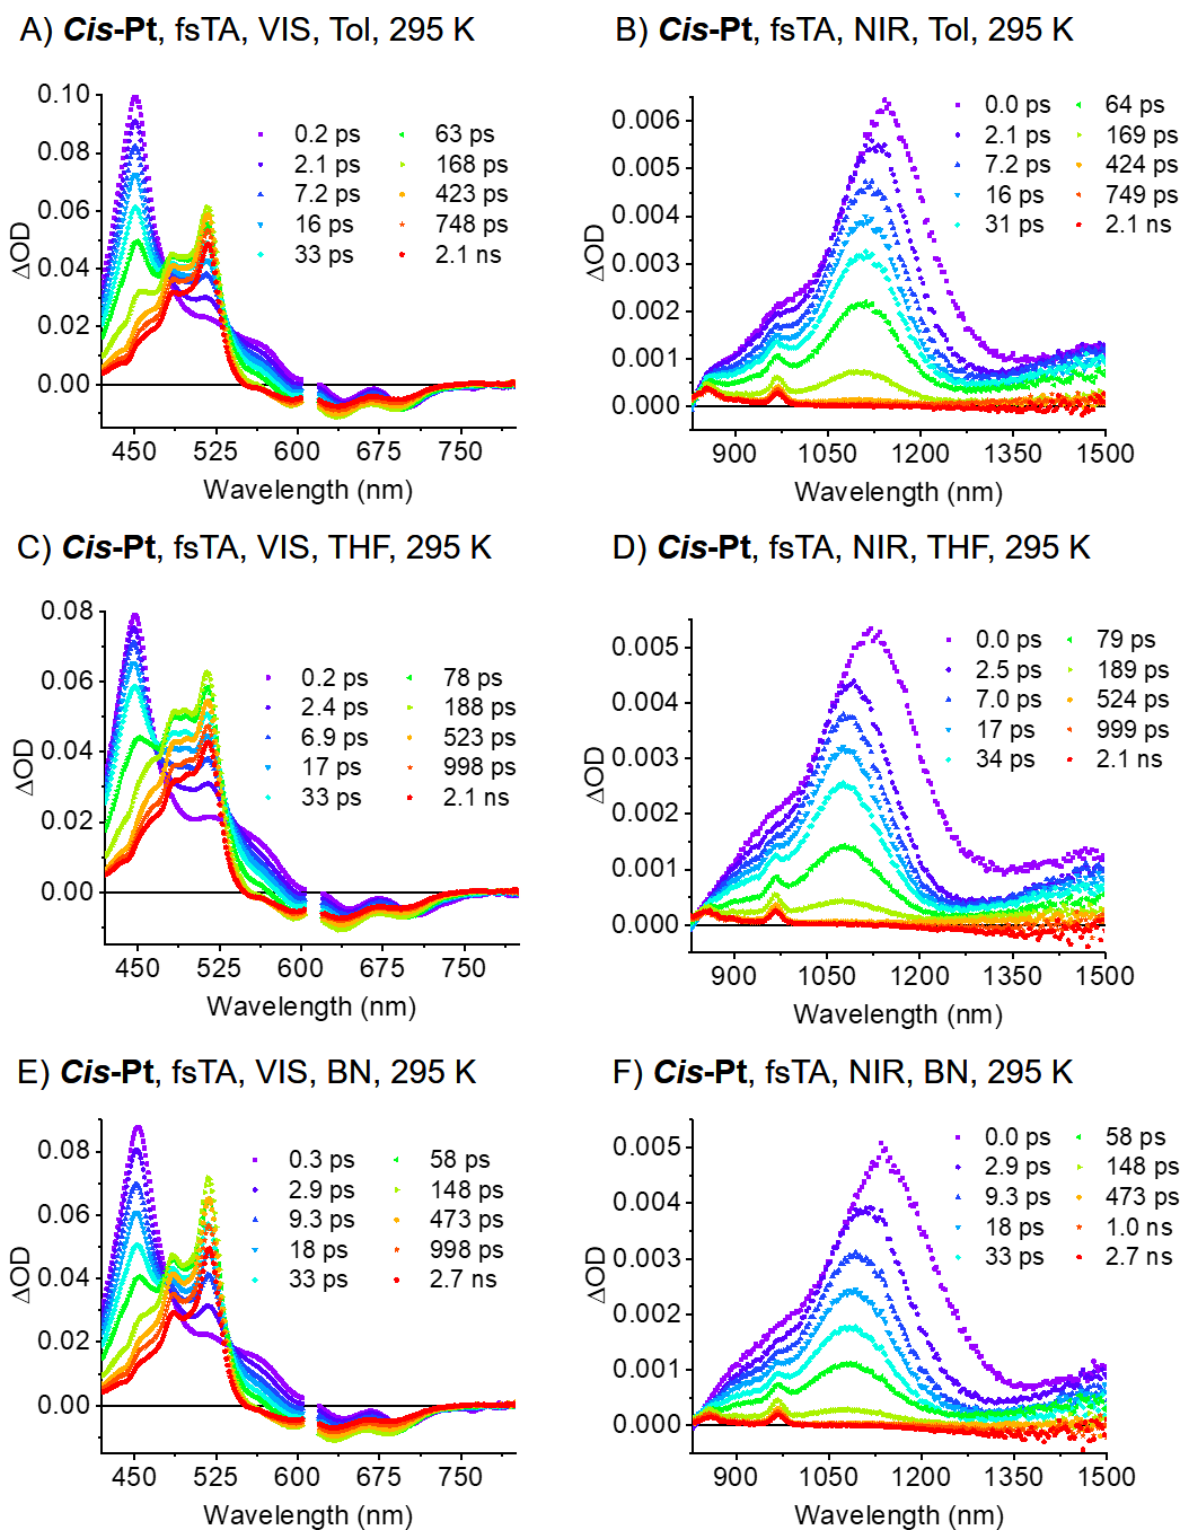 A) Cis-Pt, fsTA, VIS, Tol, 295 K
0.10
0.08
0.06
0.04
0.02
0.00
ΔOD
0.2 ps 63 ps
2.1 ps 168 ps
7.2 ps 423 ps
16 ps 748 ps
33 ps 2.1 ns
450 525 600 675 750
Wavelength (nm)
B) Cis-Pt, fsTA, NIR, Tol, 295 K
0.006
0.005
0.004
0.003
0.002
0.001
0.000
ΔOD
0.0 ps 64 ps
2.1 ps 169 ps
7.2 ps 424 ps
16 ps 749 ps
31 ps 2.1 ns
900 1050 1200 1350 1500
Wavelength (nm)
C) Cis-Pt, fsTA, VIS, THF, 295 K
0.08
0.06
0.04
0.02
0.00
ΔOD
0.2 ps 78 ps
2.4 ps 188 ps
6.9 ps 523 ps
17 ps 998 ps
33 ps 2.1 ns
450 525 600 675 750
Wavelength (nm)
D) Cis-Pt, fsTA, NIR, THF, 295 K
0.005
0.004
0.003
0.002
0.001
0.000
ΔOD
0.0 ps 79 ps
2.5 ps 189 ps
7.0 ps 524 ps
17 ps 999 ps
34 ps 2.1 ns
900 1050 1200 1350 1500
Wavelength (nm)
E) Cis-Pt, fsTA, VIS, BN, 295 K
0.08
0.06
0.04
0.02
0.00
ΔOD
0.3 ps 58 ps
2.9 ps 148 ps
9.3 ps 473 ps
18 ps 998 ps
33 ps 2.7 ns
450 525 600 675 750
Wavelength (nm)
F) Cis-Pt, fsTA, NIR, BN, 295 K
0.005
0.004
0.003
0.002
0.001
0.000
ΔOD
0.0 ps 58 ps
2.9 ps 148 ps
9.3 ps 473 ps
18 ps 1.0 ns
33 ps 2.7 ns
900 1050 1200 1350 1500
Wavelength (nm)